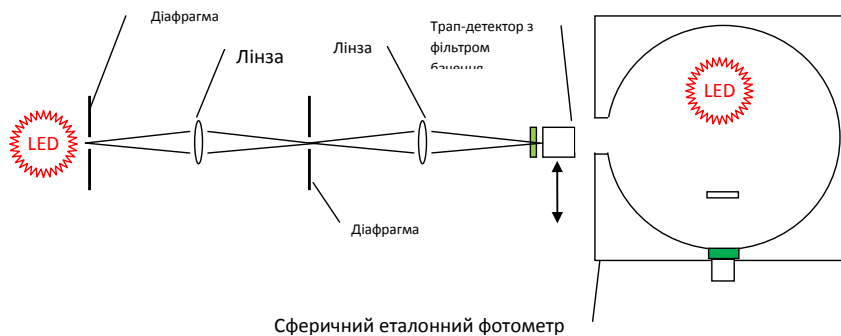 Діафрагма
Лінза
Лінза
Трап-детектор з
фільтром
LED
LED
Діафрагма
Сферичний еталонний фотометр